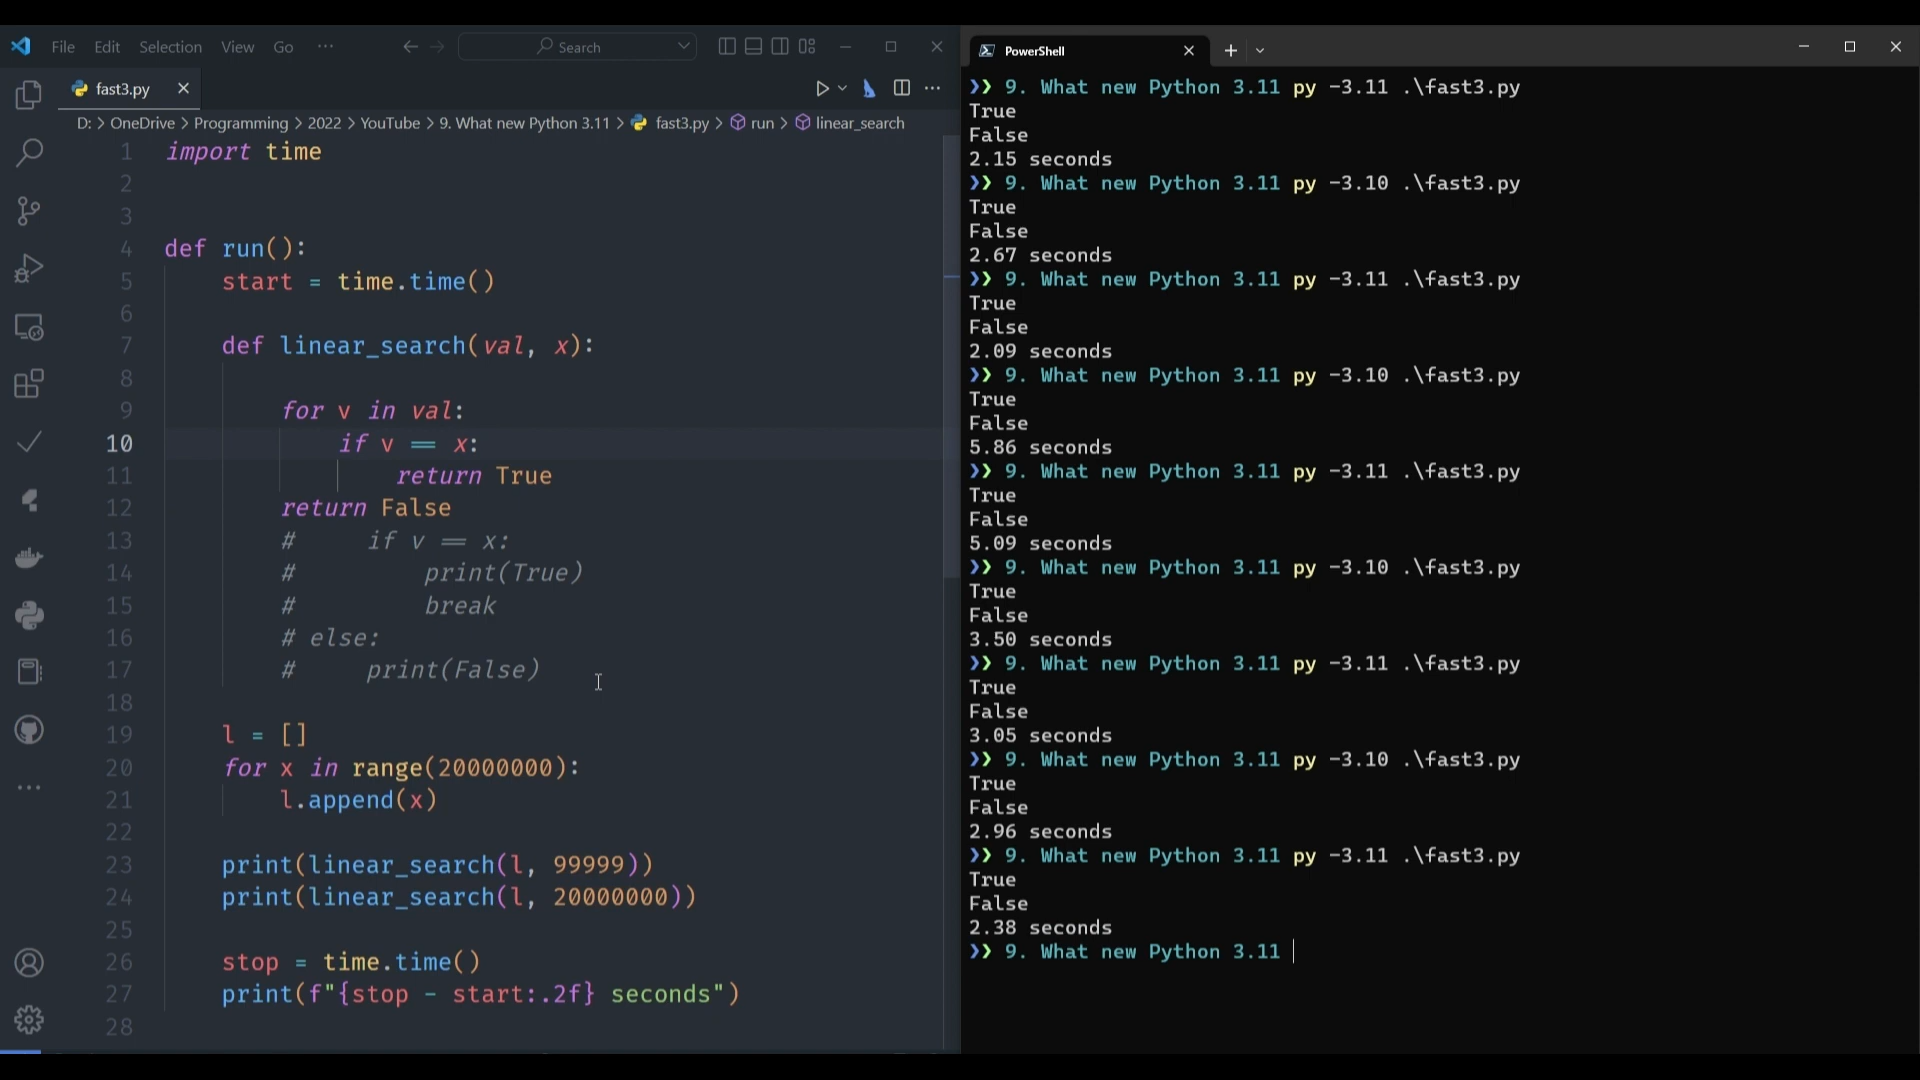 File Edit Selection View Go ··· Search
fast3.py
D: > OneDrive > Programming > 2022 > YouTube > 9. What new Python 3.11 > fast3.py > run > linear_search
1 import time
2
3
4 def run():
5 start = time.time()
6
7 def linear_search(val, x):
8
9 for v in val:
10 if v == x:
11 return True
12 return False
13 # if v == x:
14 # print(True)
15 # break
16 # else:
17 # print(False)
18
19 l = []
20 for x in range(20000000):
21 l.append(x)
22
23 print(linear_search(l, 99999))
24 print(linear_search(l, 20000000))
25
26 stop = time.time()
27 print(f"{stop - start:.2f} seconds")
28
PowerShell
❯❯ 9. What new Python 3.11 py -3.11 .\fast3.py
True
False
2.15 seconds
❯❯ 9. What new Python 3.11 py -3.10 .\fast3.py
True
False
2.67 seconds
❯❯ 9. What new Python 3.11 py -3.11 .\fast3.py
True
False
2.09 seconds
❯❯ 9. What new Python 3.11 py -3.10 .\fast3.py
True
False
5.86 seconds
❯❯ 9. What new Python 3.11 py -3.11 .\fast3.py
True
False
5.09 seconds
❯❯ 9. What new Python 3.11 py -3.10 .\fast3.py
True
False
3.50 seconds
❯❯ 9. What new Python 3.11 py -3.11 .\fast3.py
True
False
3.05 seconds
❯❯ 9. What new Python 3.11 py -3.10 .\fast3.py
True
False
2.96 seconds
❯❯ 9. What new Python 3.11 py -3.11 .\fast3.py
True
False
2.38 seconds
❯❯ 9. What new Python 3.11